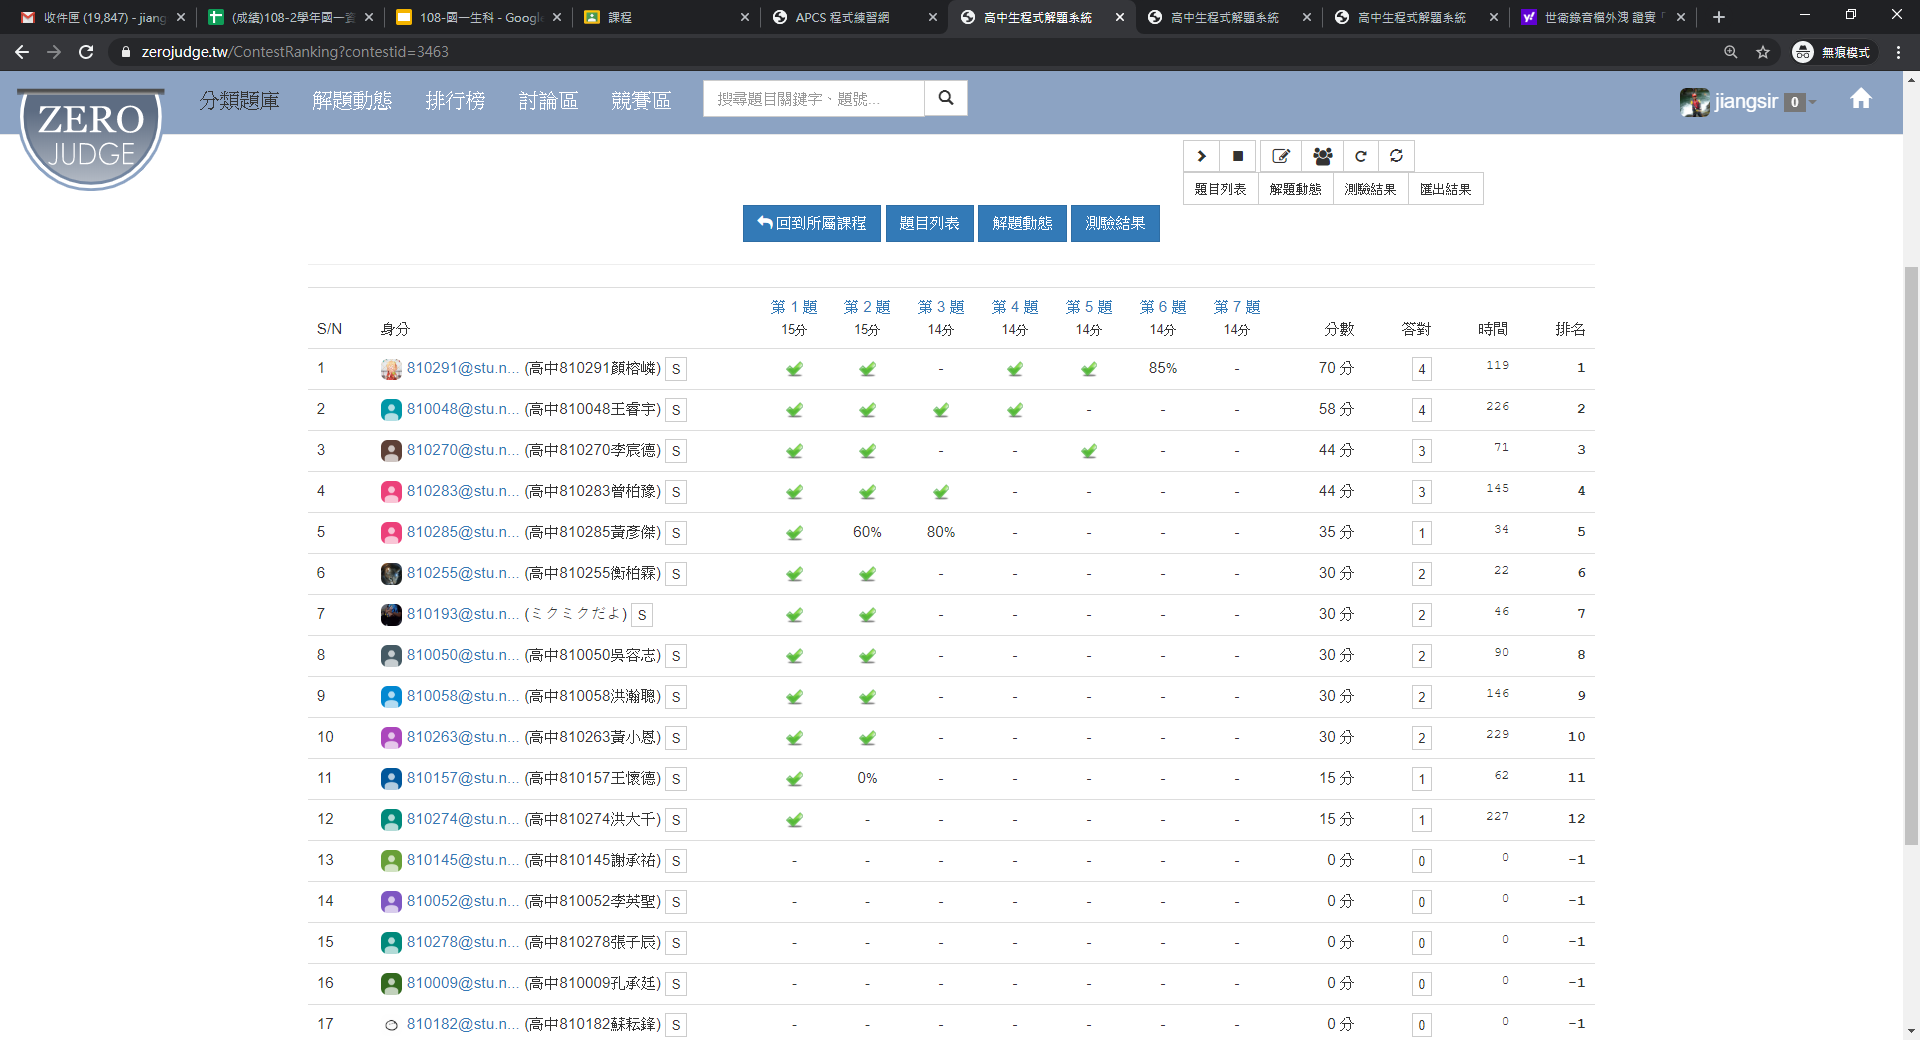 收件匣 (19,847) - jiang
(成績)108-2學年國一資
108-國一生科 - Google
課程
APCS 程式練習網
高中生程式解題系統
高中生程式解題系統
高中生程式解題系統
世衛錄音檔外洩 證實「
zerojudge.tw/ContestRanking?contestid=3463
無痕模式
ZERO JUDGE
分類題庫 解題動態 排行榜 討論區 競賽區
搜尋題目關鍵字、題號...
jiangsir 0
題目列表 解題動態 測驗結果 匯出結果
回到所屬課程 題目列表 解題動態 測驗結果
第 1 題 第 2 題 第 3 題 第 4 題 第 5 題 第 6 題 第 7 題
S/N 身分 15分 15分 14分 14分 14分 14分 14分 分數 答對 時間 排名
1 810291@stu.n... (高中810291顏榕嶙) S - 85% - 70 分 4 119 1
2 810048@stu.n... (高中810048王睿宇) S - - - 58 分 4 226 2
3 810270@stu.n... (高中810270李宸德) S - - - - 44 分 3 71 3
4 810283@stu.n... (高中810283曾柏豫) S - - - - 44 分 3 145 4
5 810285@stu.n... (高中810285黃彥傑) S 60% 80% - - - - 35 分 1 34 5
6 810255@stu.n... (高中810255衡柏霖) S - - - - - 30 分 2 22 6
7 810193@stu.n... (ミクミクだよ) S - - - - - 30 分 2 46 7
8 810050@stu.n... (高中810050吳容志) S - - - - - 30 分 2 90 8
9 810058@stu.n... (高中810058洪瀚聰) S - - - - - 30 分 2 146 9
10 810263@stu.n... (高中810263黃小恩) S - - - - - 30 分 2 229 10
11 810157@stu.n... (高中810157王懷德) S 0% - - - - - 15 分 1 62 11
12 810274@stu.n... (高中810274洪大千) S - - - - - - 15 分 1 227 12
13 810145@stu.n... (高中810145謝承祐) S - - - - - - - 0 分 0 0 -1
14 810052@stu.n... (高中810052李英聖) S - - - - - - - 0 分 0 0 -1
15 810278@stu.n... (高中810278張子辰) S - - - - - - - 0 分 0 0 -1
16 810009@stu.n... (高中810009孔承廷) S - - - - - - - 0 分 0 0 -1
17 810182@stu.n... (高中810182蘇耘鋒) S - - - - - - - 0 分 0 0 -1